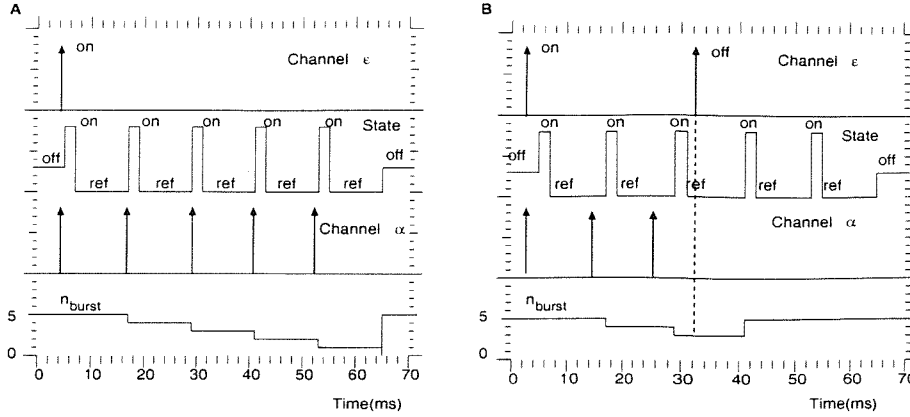 A
on
Channel ε
on on on on on State
off off
ref ref ref ref ref
Channel α
n burst
5
0
0 10 20 30 40 50 60 70
Time(ms)
B
on off
Channel ε
on on on on on State
off off
ref ref ref ref ref
Channel α
n burst
5
0
0 10 20 30 40 50 60 70
Time(ms)